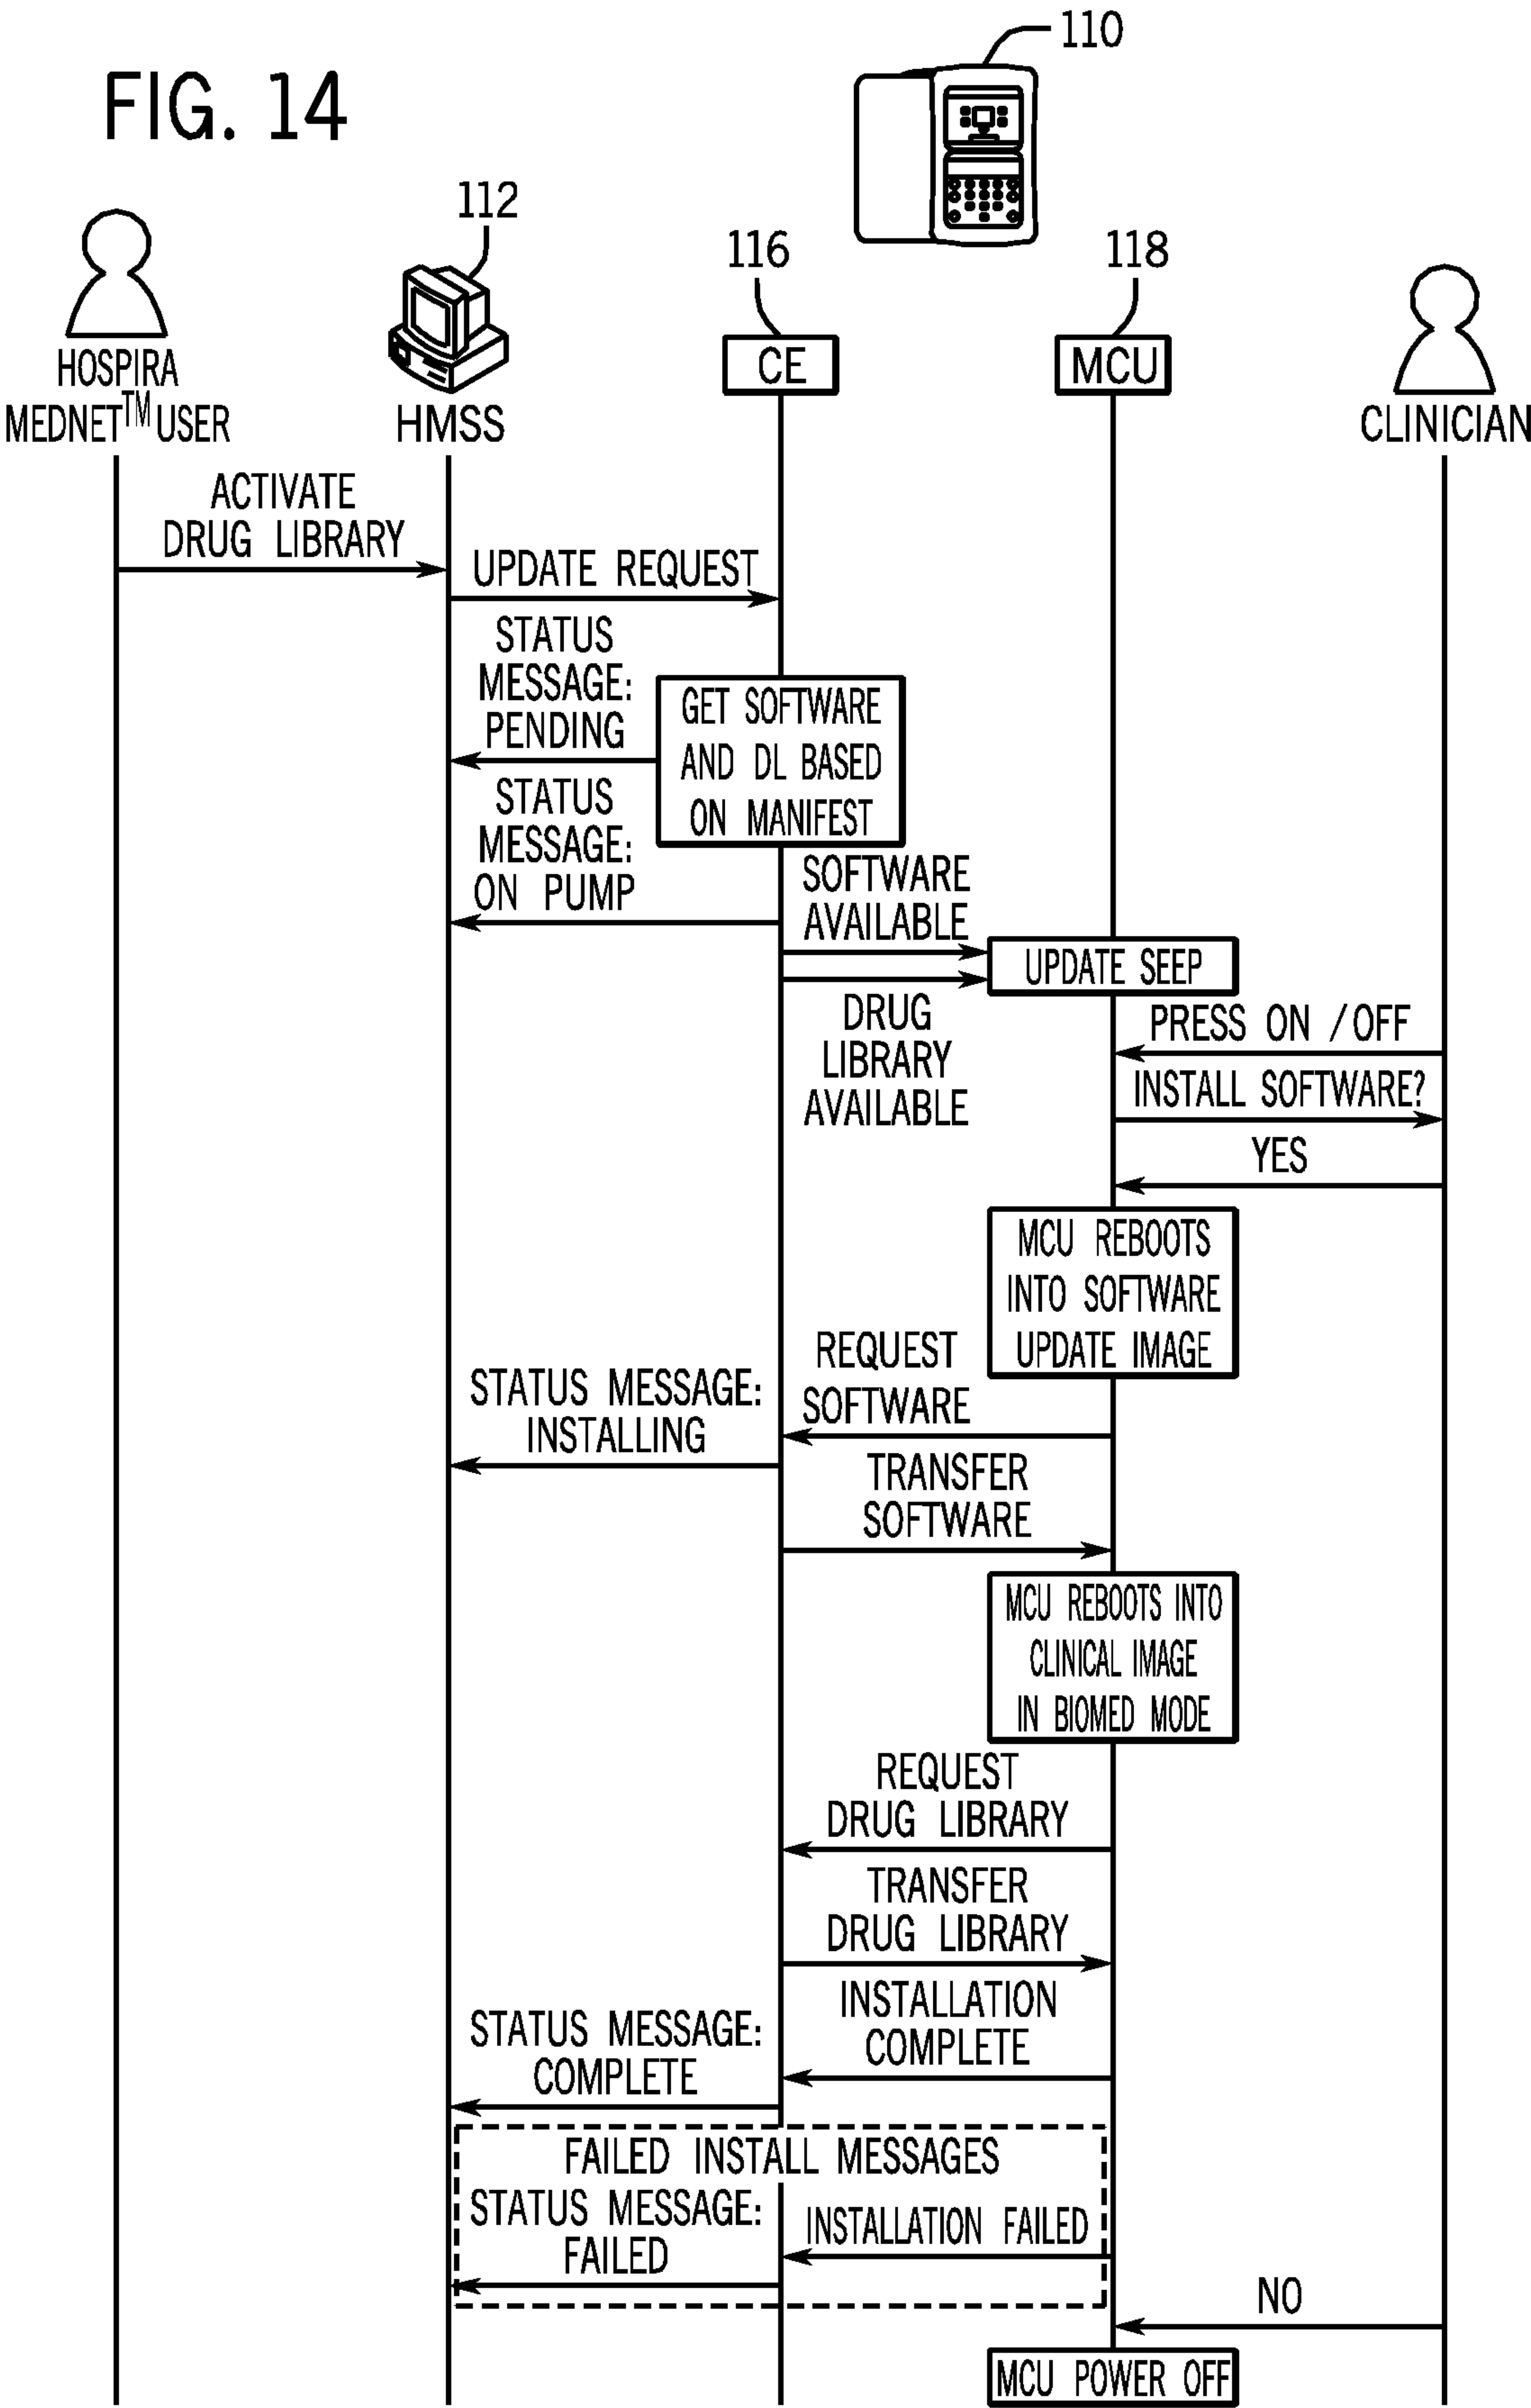 FIG. 14
110
112
116
118
HOSPIRA
MEDNET™ USER
HMSS
CE
MCU
CLINICIAN
ACTIVATE
DRUG LIBRARY
UPDATE REQUEST
STATUS
MESSAGE:
PENDING
GET SOFTWARE
AND DL BASED
ON MANIFEST
STATUS
MESSAGE:
ON PUMP
SOFTWARE
AVAILABLE
UPDATE SEEP
DRUG
LIBRARY
AVAILABLE
PRESS ON / OFF
INSTALL SOFTWARE?
YES
MCU REBOOTS
INTO SOFTWARE
UPDATE IMAGE
REQUEST
SOFTWARE
STATUS MESSAGE:
INSTALLING
TRANSFER
SOFTWARE
MCU REBOOTS INTO
CLINICAL IMAGE
IN BIOMED MODE
REQUEST
DRUG LIBRARY
TRANSFER
DRUG LIBRARY
INSTALLATION
COMPLETE
STATUS MESSAGE:
COMPLETE
FAILED INSTALL MESSAGES
STATUS MESSAGE:
FAILED
INSTALLATION FAILED
NO
MCU POWER OFF